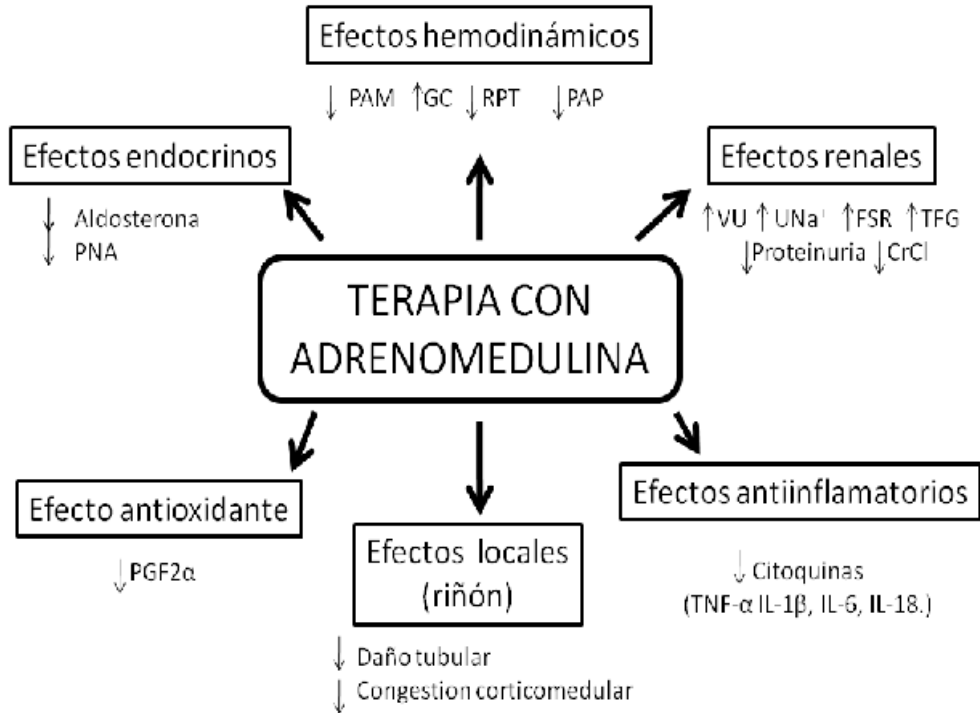 Efectos hemodinámicos
↓ PAM ↑GC ↓RPT ↓PAP
Efectos endocrinos
↓ Aldosterona
↓ PNA
Efectos renales
↑VU ↑UNa⁺ ↑FSR ↑TFG
↓Proteinuria ↓CrCl
TERAPIA CON
ADRENOMEDULINA
Efecto antioxidante
↓PGF2α
Efectos locales
(riñón)
↓ Daño tubular
↓ Congestion corticomedular
Efectos antiinflamatorios
↓ Citoquinas
(TNF-α IL-1β, IL-6, IL-18.)